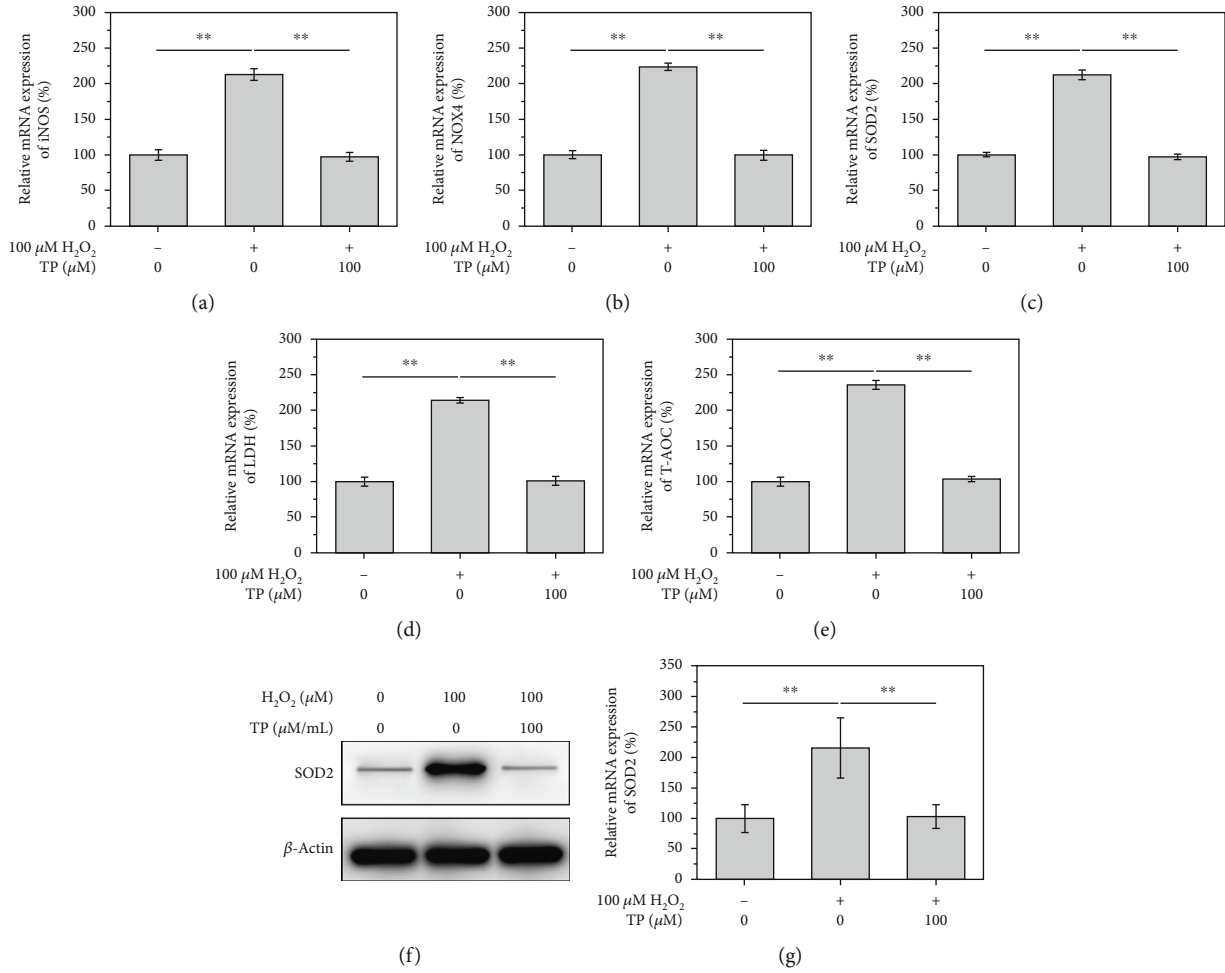 Relative mRNA expression
of iNOS (%)
300
250
200
150
100
50
0
** **
100 μM H₂O₂ – + +
TP (μM) 0 0 100
(a)
Relative mRNA expression
of NOX4 (%)
300
250
200
150
100
50
0
** **
100 μM H₂O₂ – + +
TP (μM) 0 0 100
(b)
Relative mRNA expression
of SOD2 (%)
300
250
200
150
100
50
0
** **
100 μM H₂O₂ – + +
TP (μM) 0 0 100
(c)
Relative mRNA expression
of LDH (%)
300
250
200
150
100
50
0
** **
100 μM H₂O₂ – + +
TP (μM) 0 0 100
(d)
Relative mRNA expression
of T-AOC (%)
300
250
200
150
100
50
0
** **
100 μM H₂O₂ – + +
TP (μM) 0 0 100
(e)
H₂O₂ (μM) 0 100 100
TP (μM/mL) 0 0 100
SOD2
β-Actin
(f)
Relative mRNA expression
of SOD2 (%)
350
300
250
200
150
100
50
0
** **
100 μM H₂O₂ – + +
TP (μM) 0 0 100
(g)